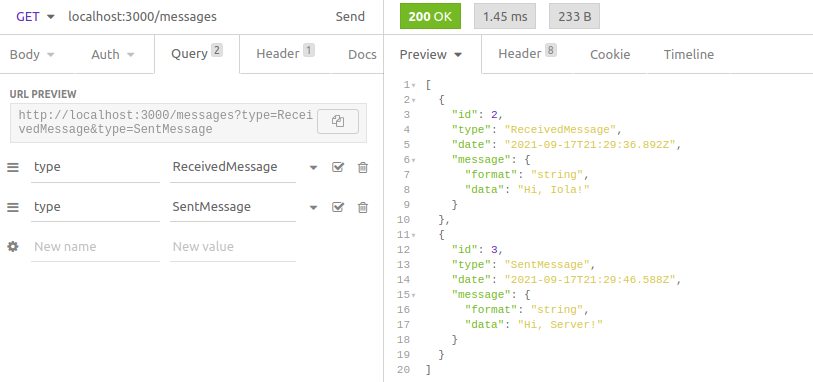 GET localhost:3000/messages Send
Body Auth Query 2 Header 1 Docs
URL PREVIEW
http://localhost:3000/messages?type=Recei
vedMessage&type=SentMessage
type ReceivedMessage
type SentMessage
New name New value
200 OK 1.45 ms 233 B
Preview Header 8 Cookie Timeline
1 [
2 {
3 "id": 2,
4 "type": "ReceivedMessage",
5 "date": "2021-09-17T21:29:36.892Z",
6 "message": {
7 "format": "string",
8 "data": "Hi, Iola!"
9 }
10 },
11 {
12 "id": 3,
13 "type": "SentMessage",
14 "date": "2021-09-17T21:29:46.588Z",
15 "message": {
16 "format": "string",
17 "data": "Hi, Server!"
18 }
19 }
20 ]